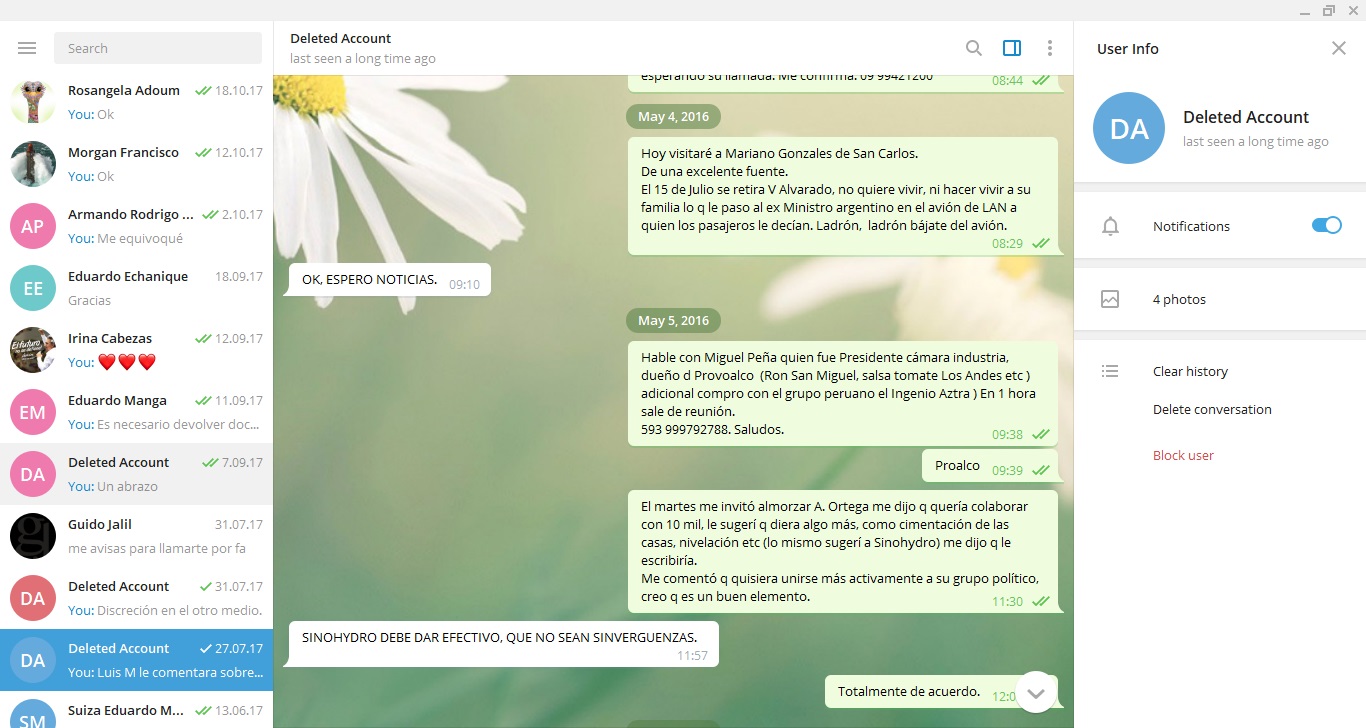 Search
Rosangela Adoum 18.10.17
You: Ok
Morgan Francisco 12.10.17
You: Ok
AP
Armando Rodrigo ... 2.10.17
You: Me equivoqué
EE
Eduardo Echanique 18.09.17
Gracias
El futuro
Irina Cabezas 12.09.17
You: ❤️❤️❤️
EM
Eduardo Manga 11.09.17
You: Es necesario devolver doc...
DA
Deleted Account 7.09.17
You: Un abrazo
Guido Jalil 31.07.17
me avisas para llamarte por fa
DA
Deleted Account 31.07.17
You: Discreción en el otro medio.
DA
Deleted Account 27.07.17
You: Luis M le comentara sobre...
SM
Suiza Eduardo M... 13.06.17
Deleted Account
last seen a long time ago
esperando su llamada. Me confirma. 09 99421200
08:44
May 4, 2016
Hoy visitaré a Mariano Gonzales de San Carlos.
De una excelente fuente.
El 15 de Julio se retira V Alvarado, no quiere vivir, ni hacer vivir a su
familia lo q le paso al ex Ministro argentino en el avión de LAN a
quien los pasajeros le decían. Ladrón, ladrón bájate del avión.
08:29
OK, ESPERO NOTICIAS. 09:10
May 5, 2016
Hable con Miguel Peña quien fue Presidente cámara industria,
dueño d Provoalco (Ron San Miguel, salsa tomate Los Andes etc )
adicional compro con el grupo peruano el Ingenio Aztra ) En 1 hora
sale de reunión.
593 999792788. Saludos. 09:38
Proalco 09:39
El martes me invitó almorzar A. Ortega me dijo q quería colaborar
con 10 mil, le sugerí q diera algo más, como cimentación de las
casas, nivelación etc (lo mismo sugerí a Sinohydro) me dijo q le
escribiría.
Me comentó q quisiera unirse más activamente a su grupo político,
creo q es un buen elemento. 11:30
SINOHYDRO DEBE DAR EFECTIVO, QUE NO SEAN SINVERGUENZAS.
11:57
Totalmente de acuerdo.
User Info
DA
Deleted Account
last seen a long time ago
Notifications
4 photos
Clear history
Delete conversation
Block user